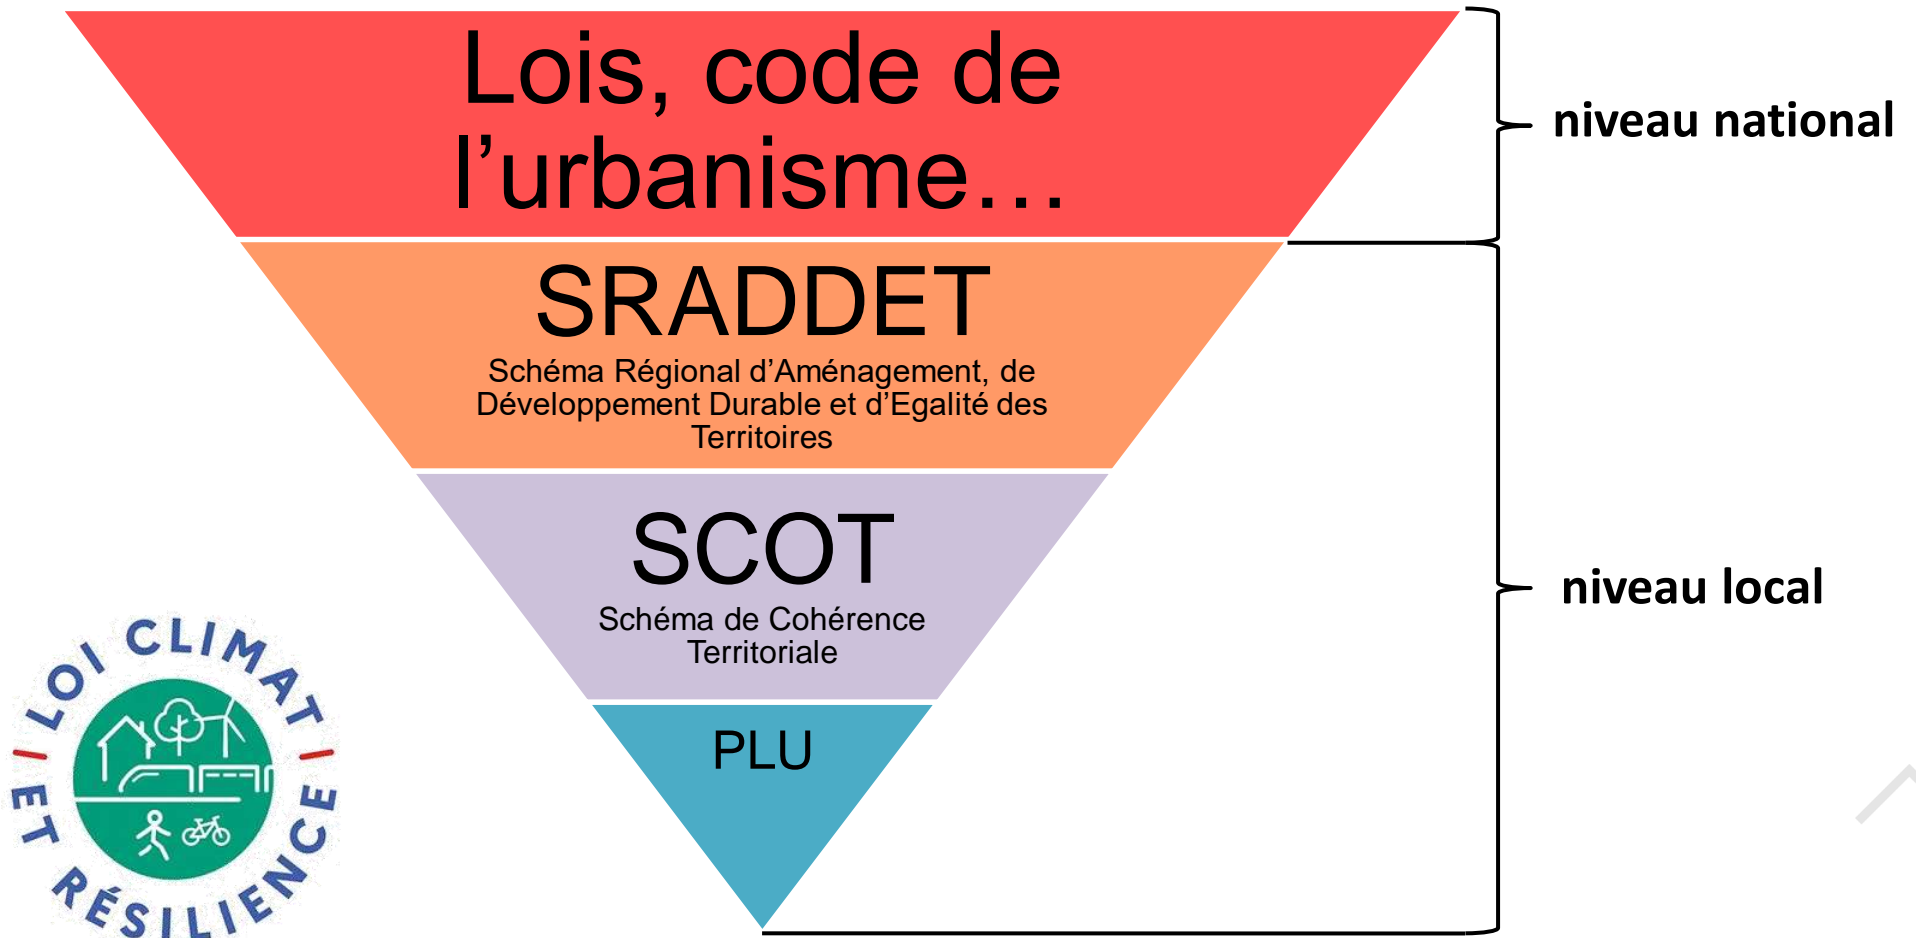 Lois, code de
l’urbanisme…
niveau national
SRADDET
Schéma Régional d’Aménagement, de
Développement Durable et d’Egalité des
Territoires
SCOT
Schéma de Cohérence
Territoriale
niveau local
PLU
LOI CLIMAT
ET RÉSILIENCE